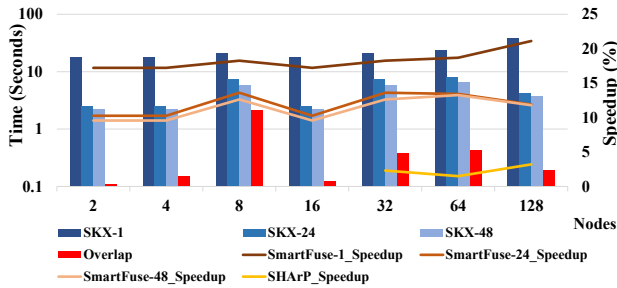 100
10
1
0.1
Time (Seconds)
25
20
15
10
5
0
Speedup (%)
2 4 8 16 32 64 128
Nodes
SKX-1 SKX-24 SKX-48
Overlap SmartFuse-1_Speedup SmartFuse-24_Speedup
SmartFuse-48_Speedup SHArP_Speedup